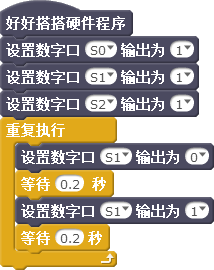 好好搭搭硬件程序
设置数字口 S0 输出为 1
设置数字口 S1 输出为 1
设置数字口 S2 输出为 1
重复执行
设置数字口 S1 输出为 0
等待 0.2 秒
设置数字口 S1 输出为 1
等待 0.2 秒